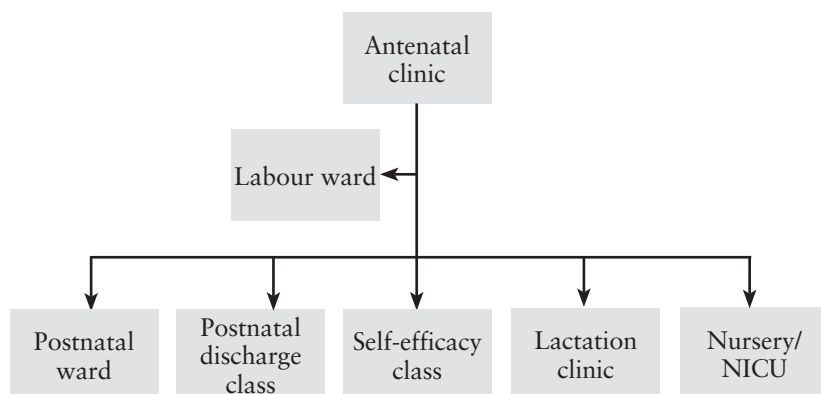 Antenatal
clinic
Labour ward
Postnatal
ward
Postnatal
discharge
class
Self-efficacy
class
Lactation
clinic
Nursery/
NICU